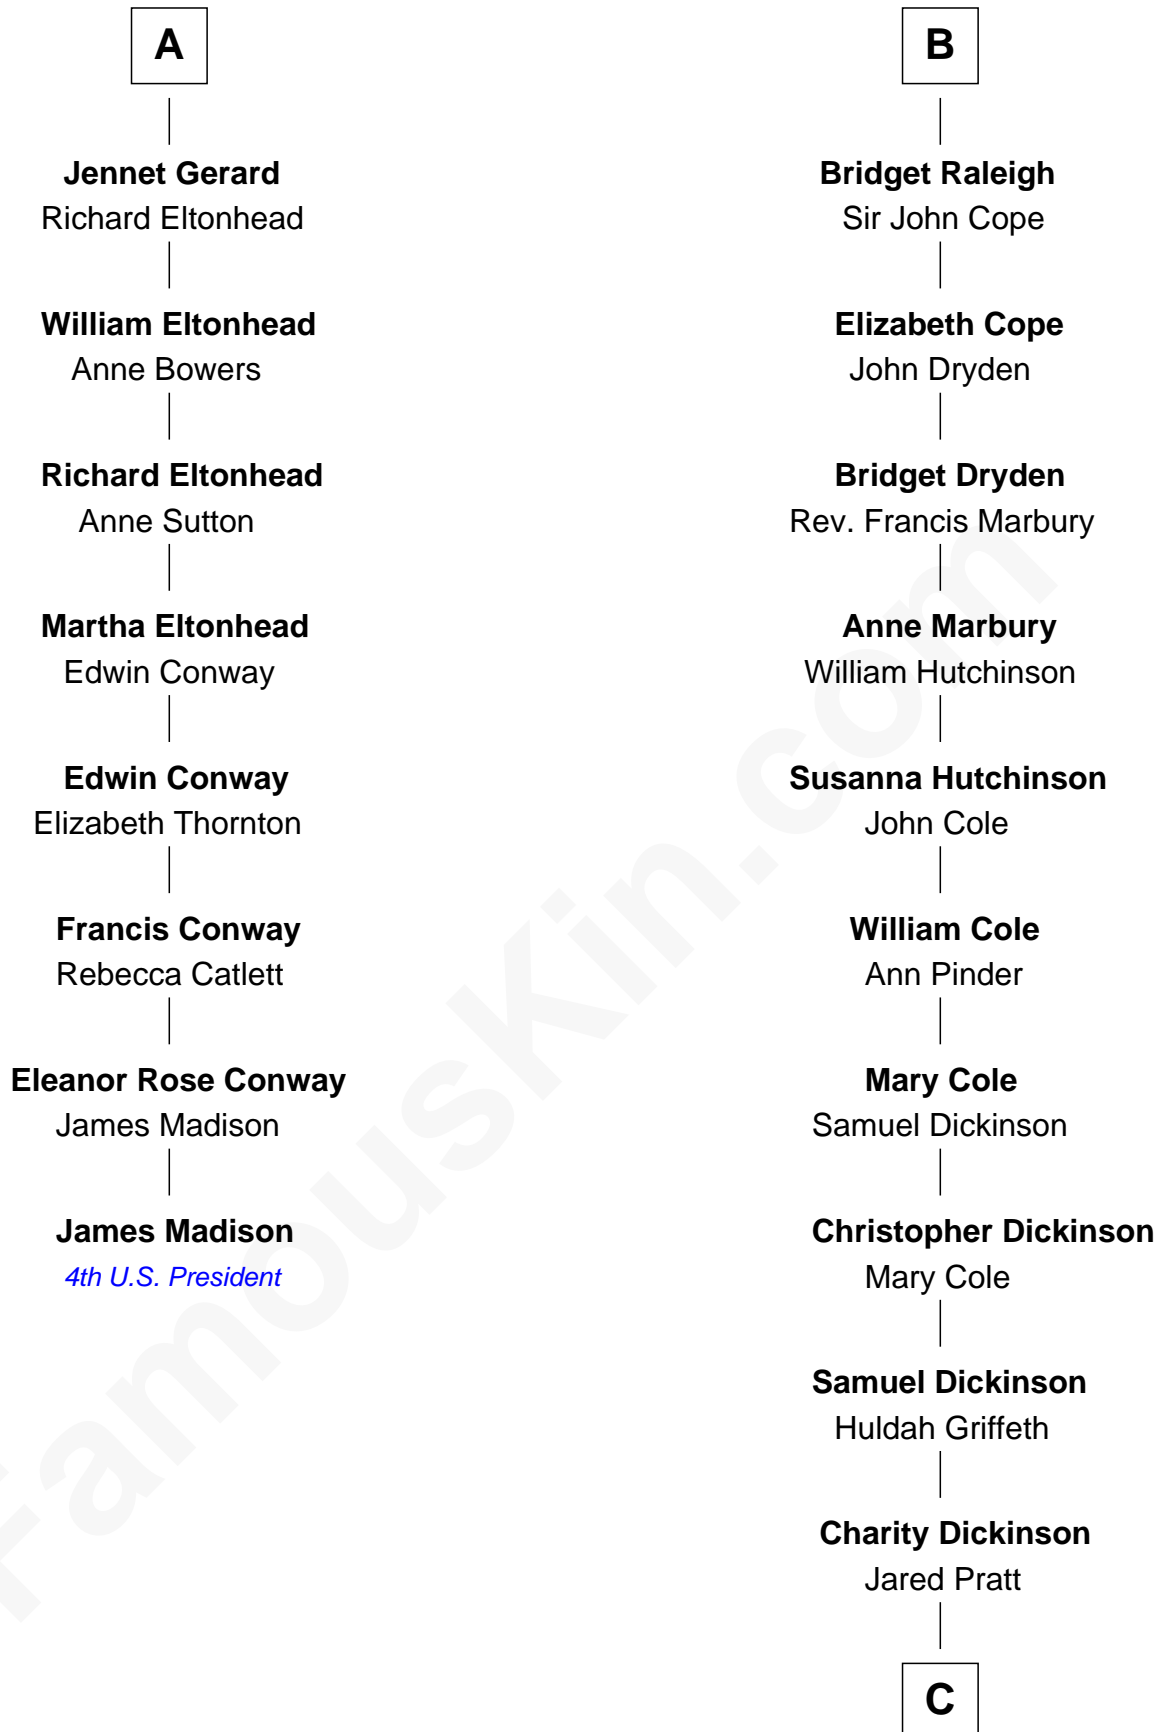 A
Jennet Gerard
Richard Eltonhead
William Eltonhead
Anne Bowers
Richard Eltonhead
Anne Sutton
Martha Eltonhead
Edwin Conway
Edwin Conway
Elizabeth Thornton
Francis Conway
Rebecca Catlett
Eleanor Rose Conway
James Madison
James Madison
4th U.S. President
B
Bridget Raleigh
Sir John Cope
Elizabeth Cope
John Dryden
Bridget Dryden
Rev. Francis Marbury
Anne Marbury
William Hutchinson
Susanna Hutchinson
John Cole
William Cole
Ann Pinder
Mary Cole
Samuel Dickinson
Christopher Dickinson
Mary Cole
Samuel Dickinson
Huldah Griffeth
Charity Dickinson
Jared Pratt
C
FamousKin.com